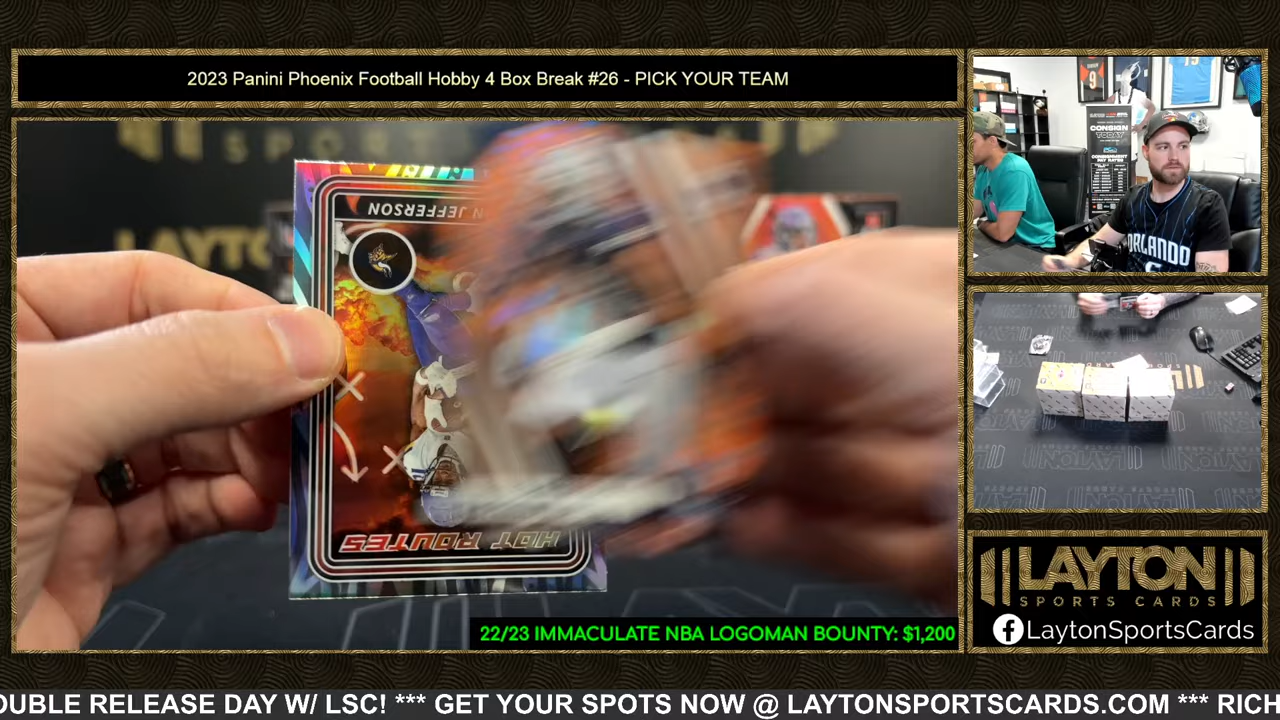 2023 Panini Phoenix Football Hobby 4 Box Break #26 - PICK YOUR TEAM
N JEFFERSON
HOT ROUTES
CONSIGN
TODAY
ORLANDO
9
LAYTON
SPORTS CARDS
LaytonSportsCards
22/23 IMMACULATE NBA LOGOMAN BOUNTY: $1,200
OUBLE RELEASE DAY W/ LSC! *** GET YOUR SPOTS NOW @ LAYTONSPORTSCARDS.COM *** RICH